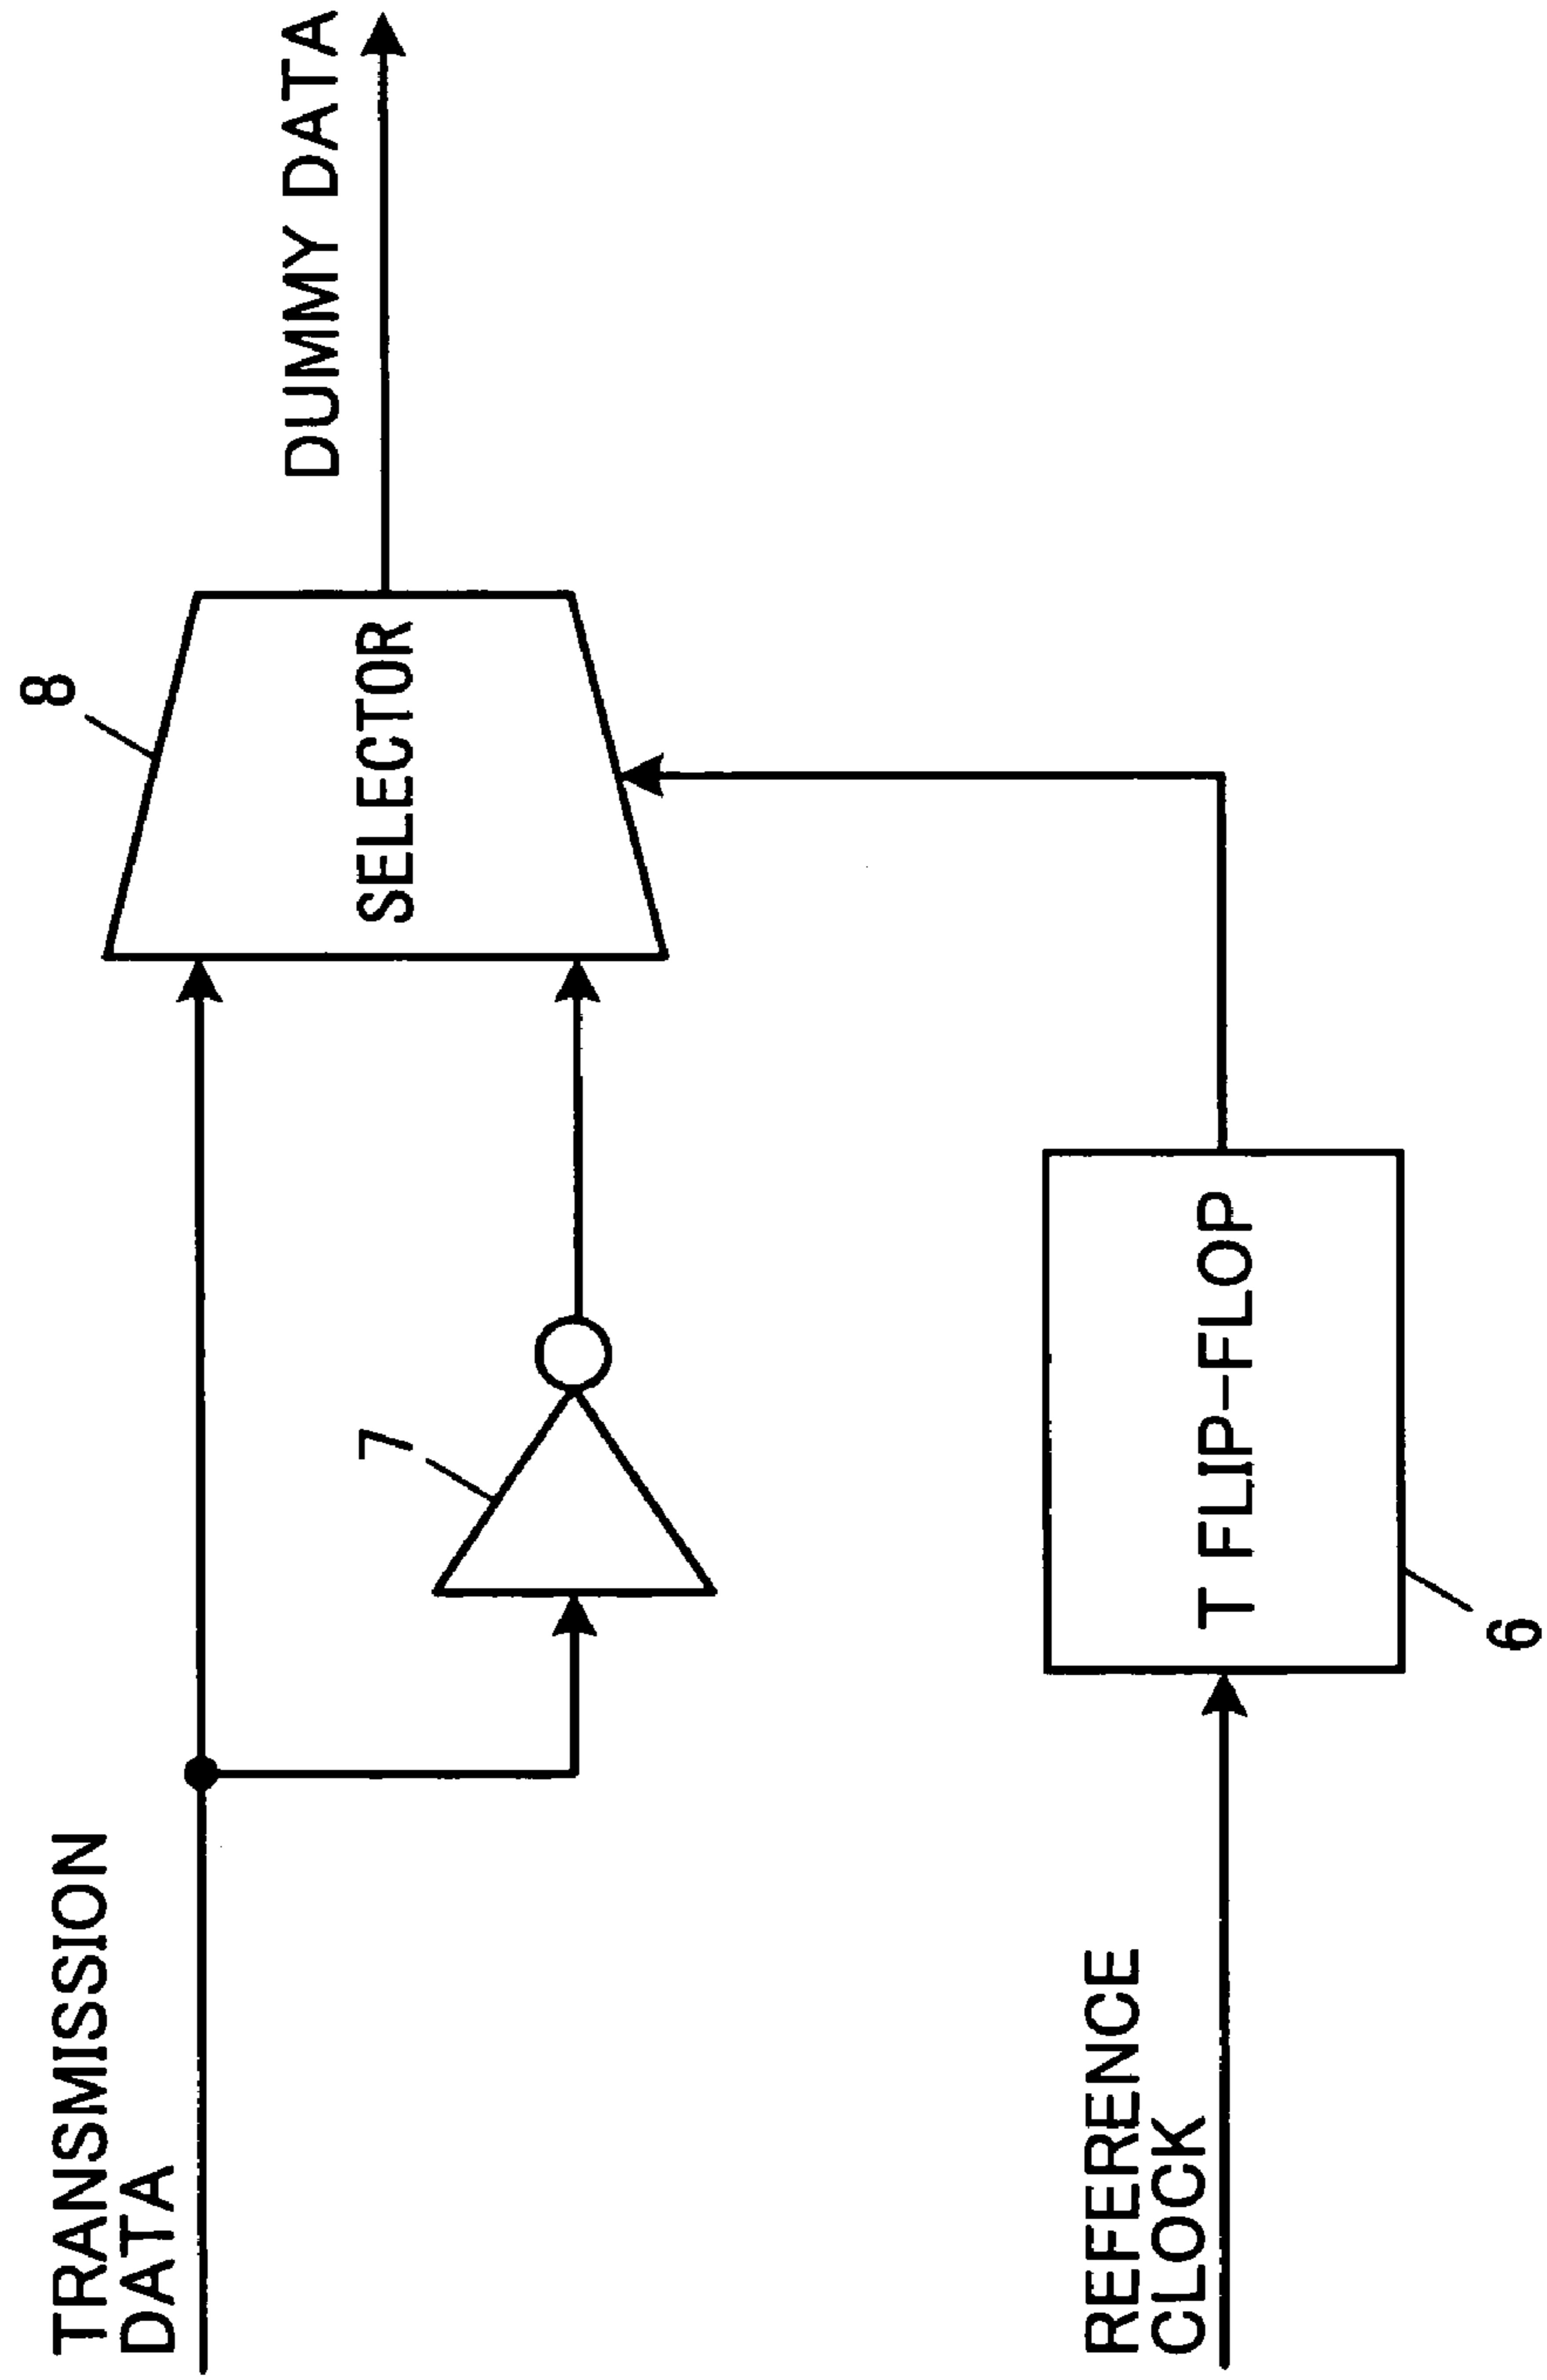 TRANSMISSION
DATA
7
8
SELECTOR
DUMMY DATA
REFERENCE
CLOCK
T FLIP-FLOP
6